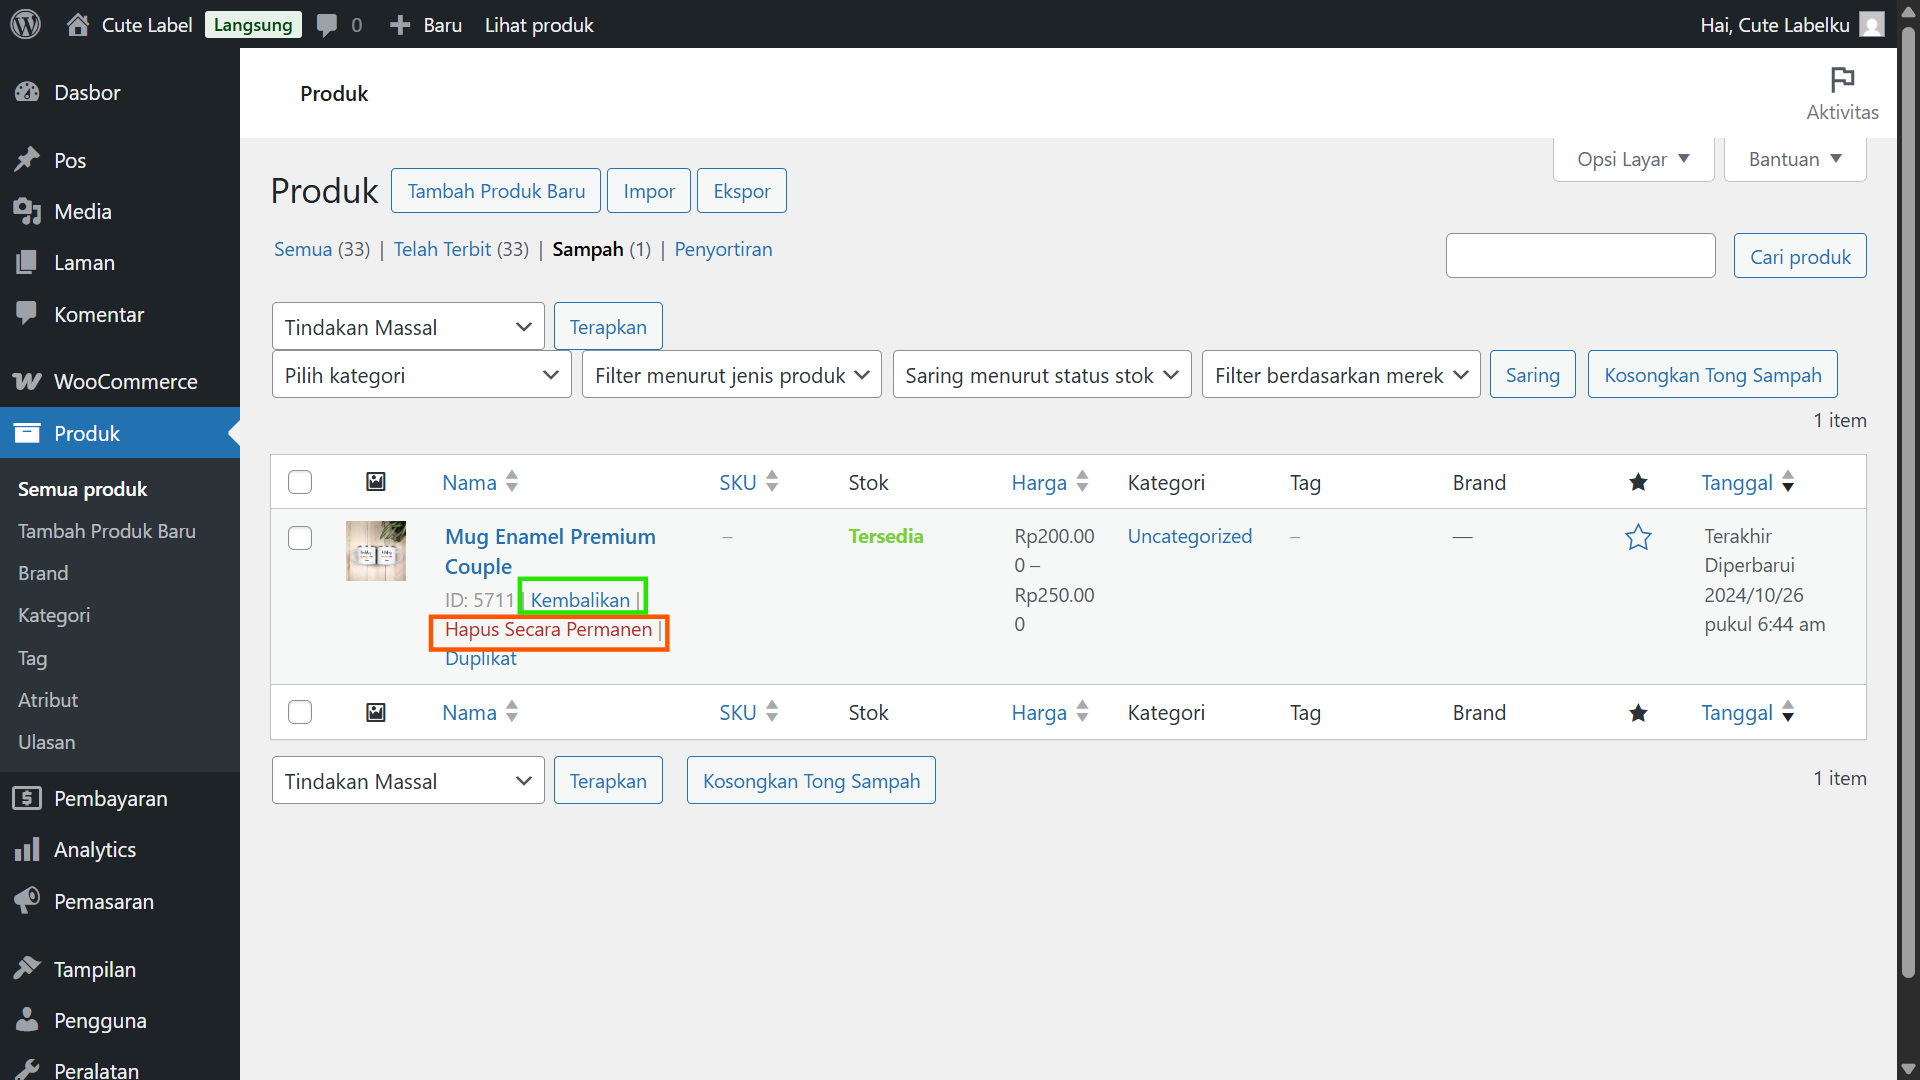 Cute Label Langsung 0 Baru Lihat produk Hai, Cute Labelku
Dasbor
Pos
Media
Laman
Komentar
WooCommerce
Produk
Semua produk
Tambah Produk Baru
Brand
Kategori
Tag
Atribut
Ulasan
Pembayaran
Analytics
Pemasaran
Tampilan
Pengguna
Peralatan
Produk
Aktivitas
Opsi Layar Bantuan
Produk Tambah Produk Baru Impor Ekspor
Semua (33) | Telah Terbit (33) | Sampah (1) | Penyortiran
Cari produk
Tindakan Massal Terapkan
Pilih kategori Filter menurut jenis produk Saring menurut status stok Filter berdasarkan merek Saring Kosongkan Tong Sampah
1 item
Nama SKU Stok Harga Kategori Tag Brand Tanggal
Mug Enamel Premium
Couple
ID: 5711 | Kembalikan |
Hapus Secara Permanen |
Duplikat
–
Tersedia
Rp200.00
0 –
Rp250.00
0
Uncategorized
–
—
Terakhir
Diperbarui
2024/10/26
pukul 6:44 am
Nama SKU Stok Harga Kategori Tag Brand Tanggal
Tindakan Massal Terapkan Kosongkan Tong Sampah
1 item